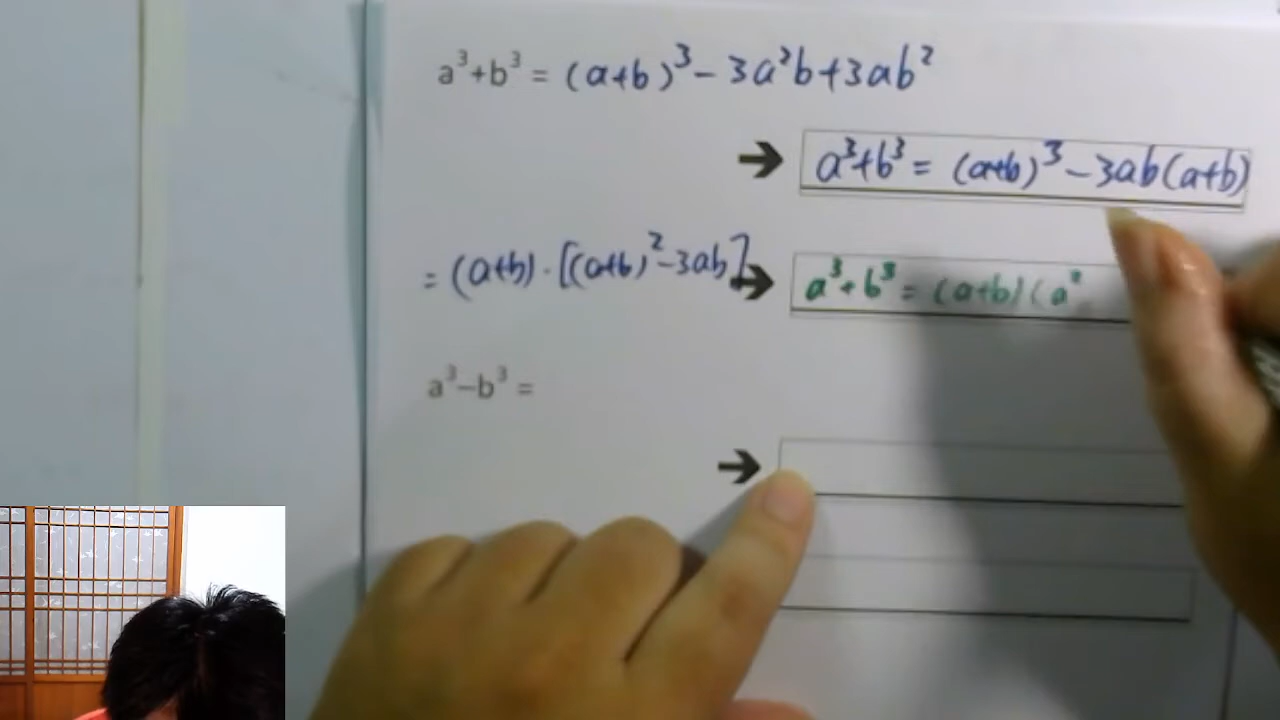 a³+b³ = (a+b)³ - 3a²b+3ab²
➔ a³+b³ = (a+b)³ - 3ab(a+b)
= (a+b)·[(a+b)²-3ab]
➔ a³+b³ = (a+b)(a²
a³−b³ =
➔